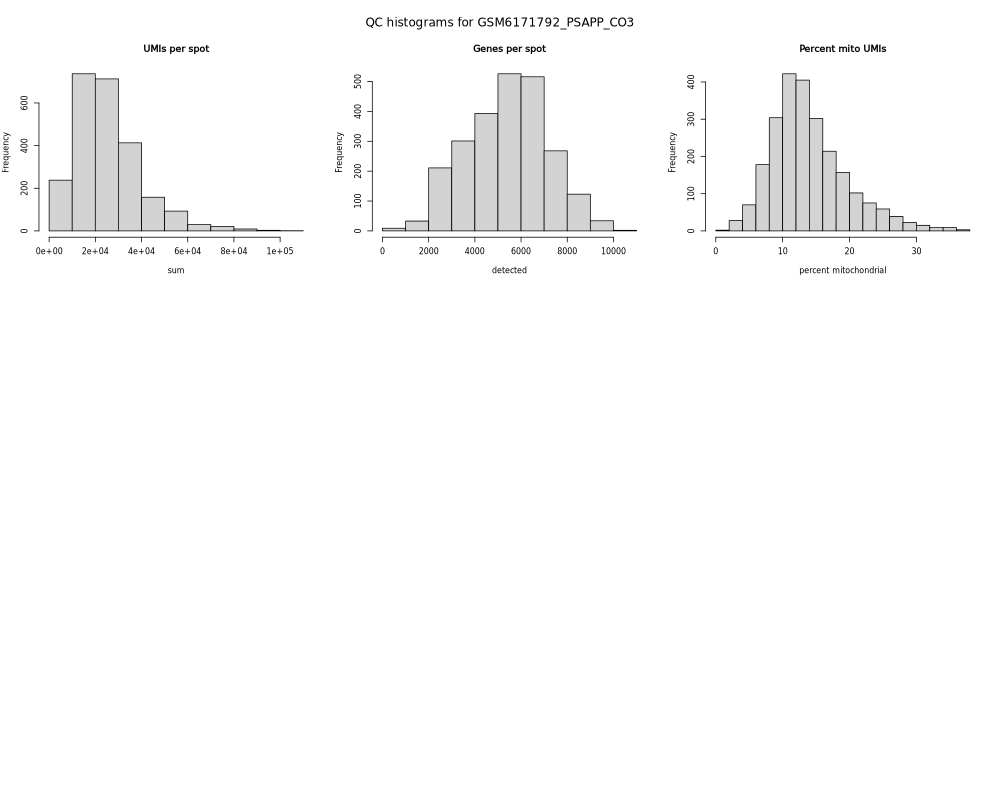 QC histograms for GSM6171792_PSAPP_CO3
UMIs per spot
Frequency
0 200 400 600
0e+00 2e+04 4e+04 6e+04 8e+04 1e+05
sum
Genes per spot
Frequency
0 100 200 300 400 500
0 2000 4000 6000 8000 10000
detected
Percent mito UMIs
Frequency
0 100 200 300 400
0 10 20 30
percent mitochondrial